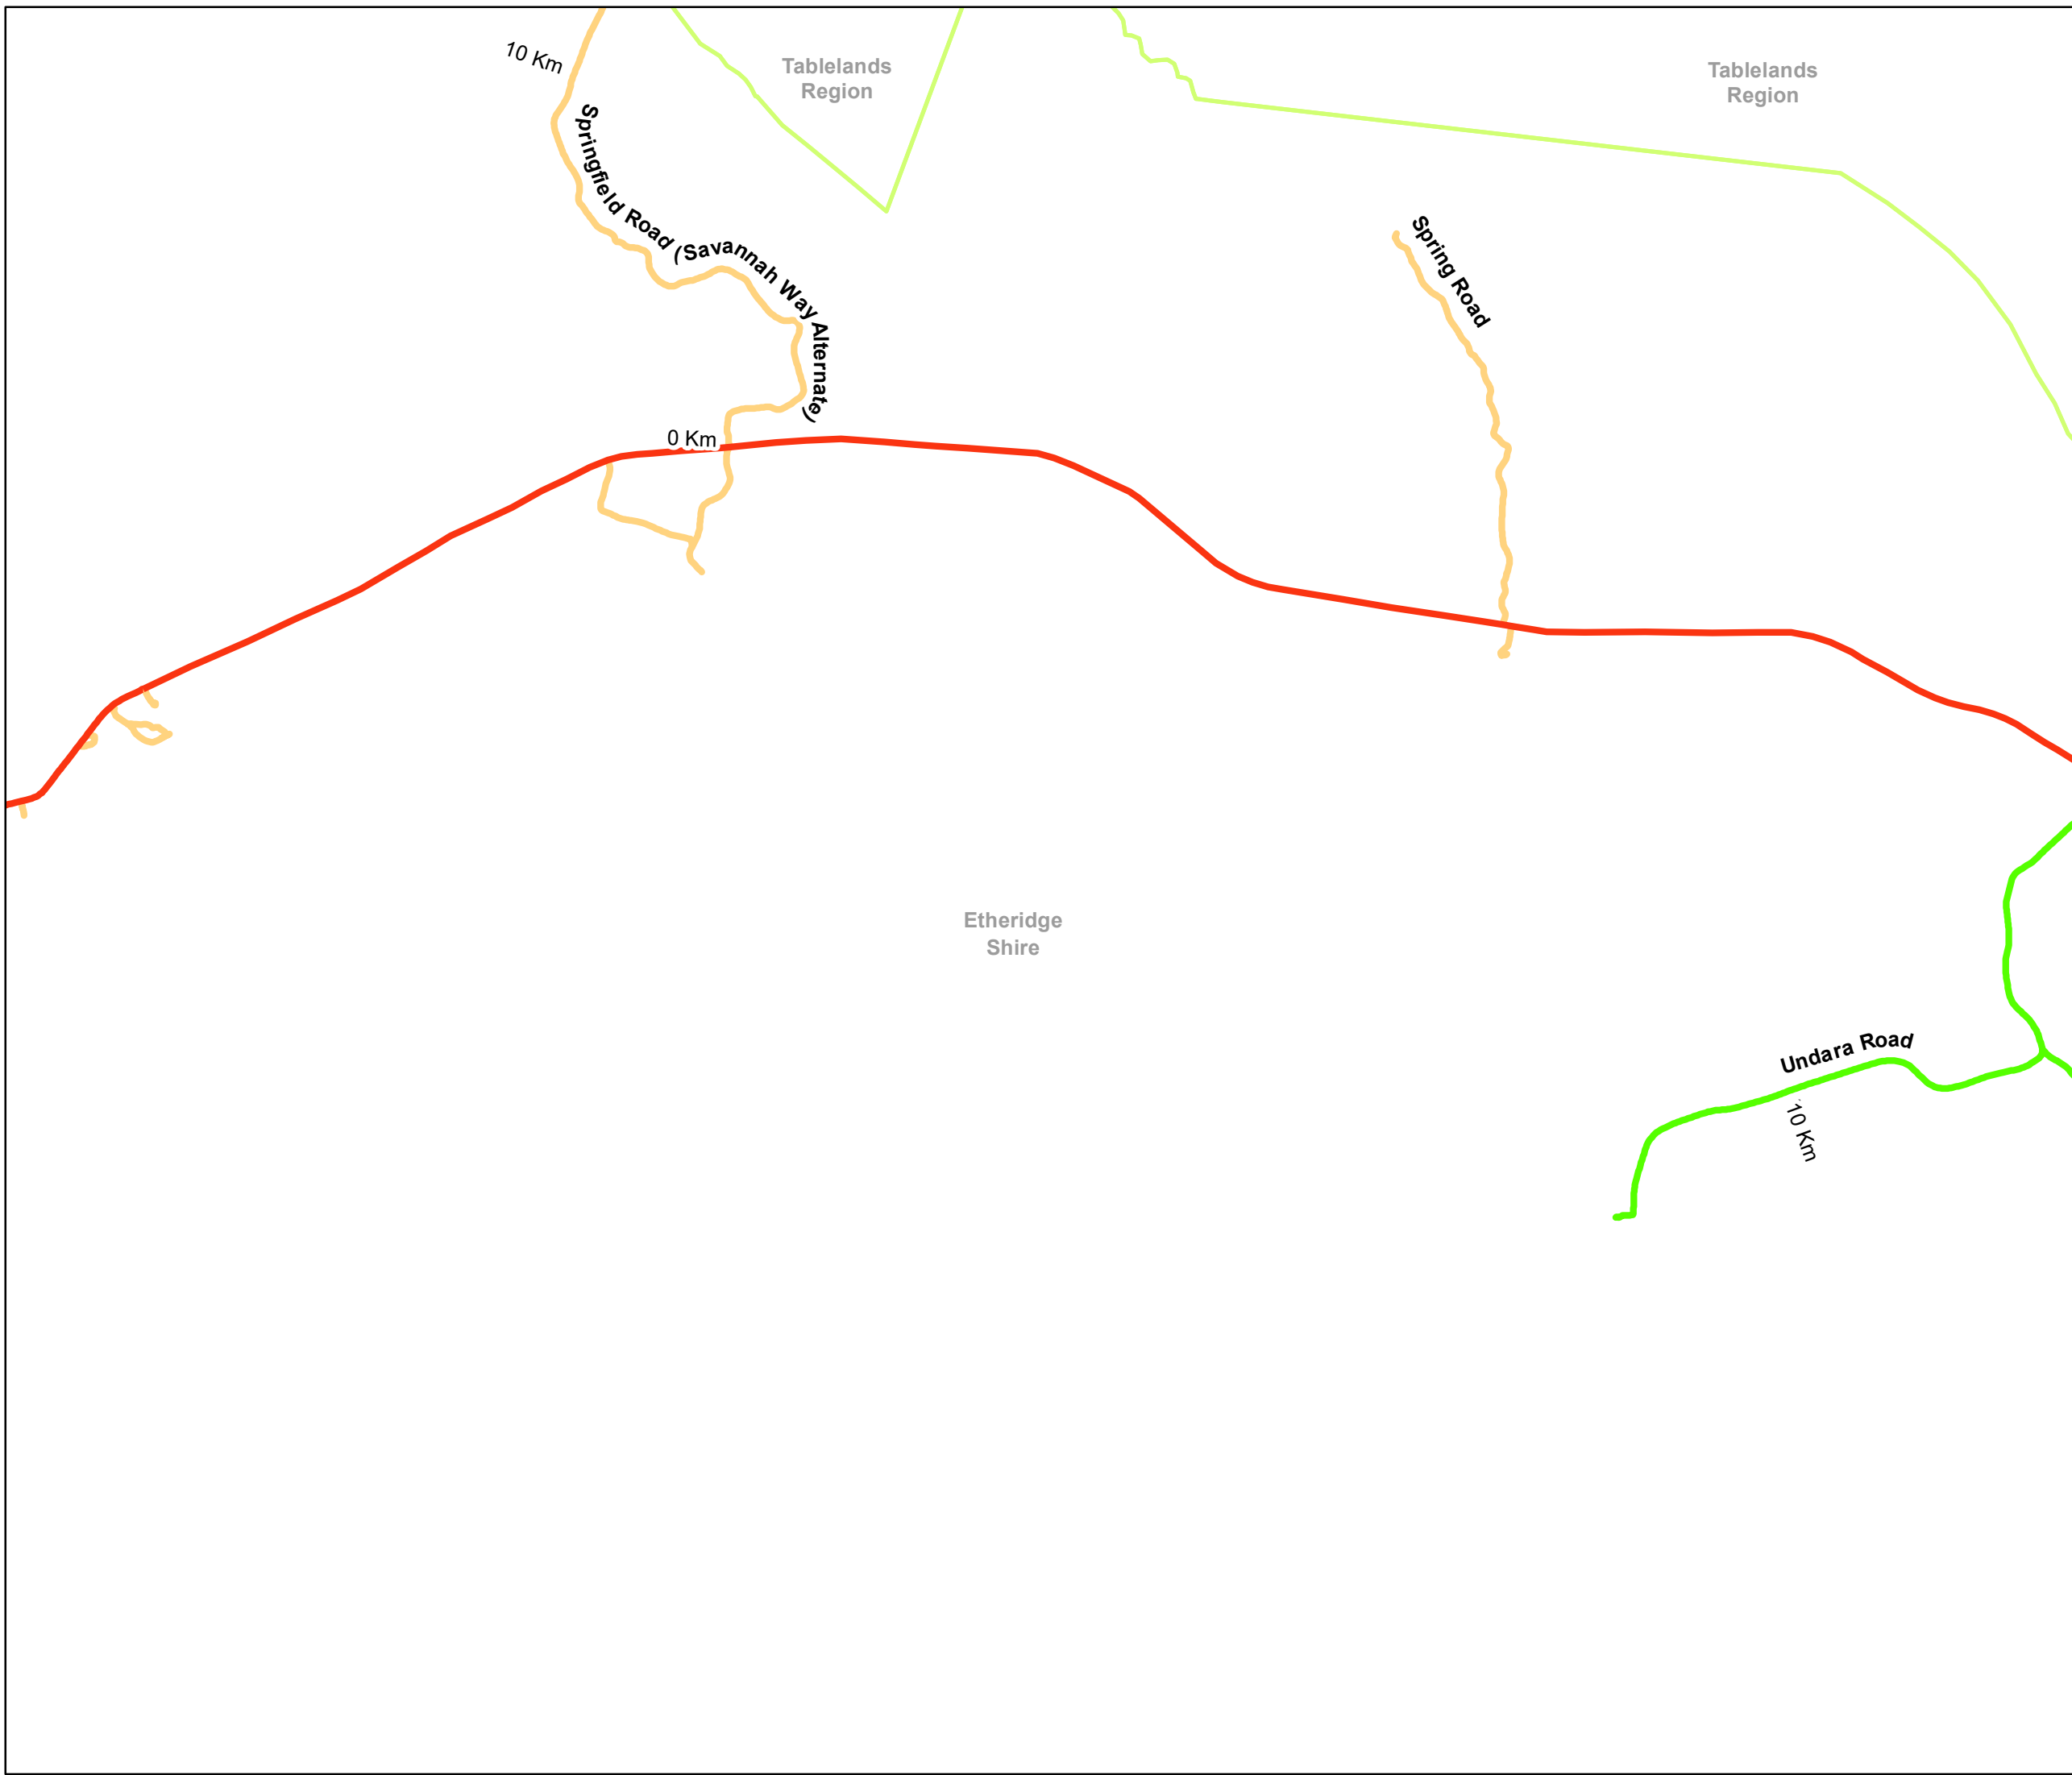 10 Km
Tablelands
Region
Tablelands
Region
Springfield Road (Savannah Way Alternate)
Spring Road
0 Km
Etheridge
Shire
Undara Road
10 Km